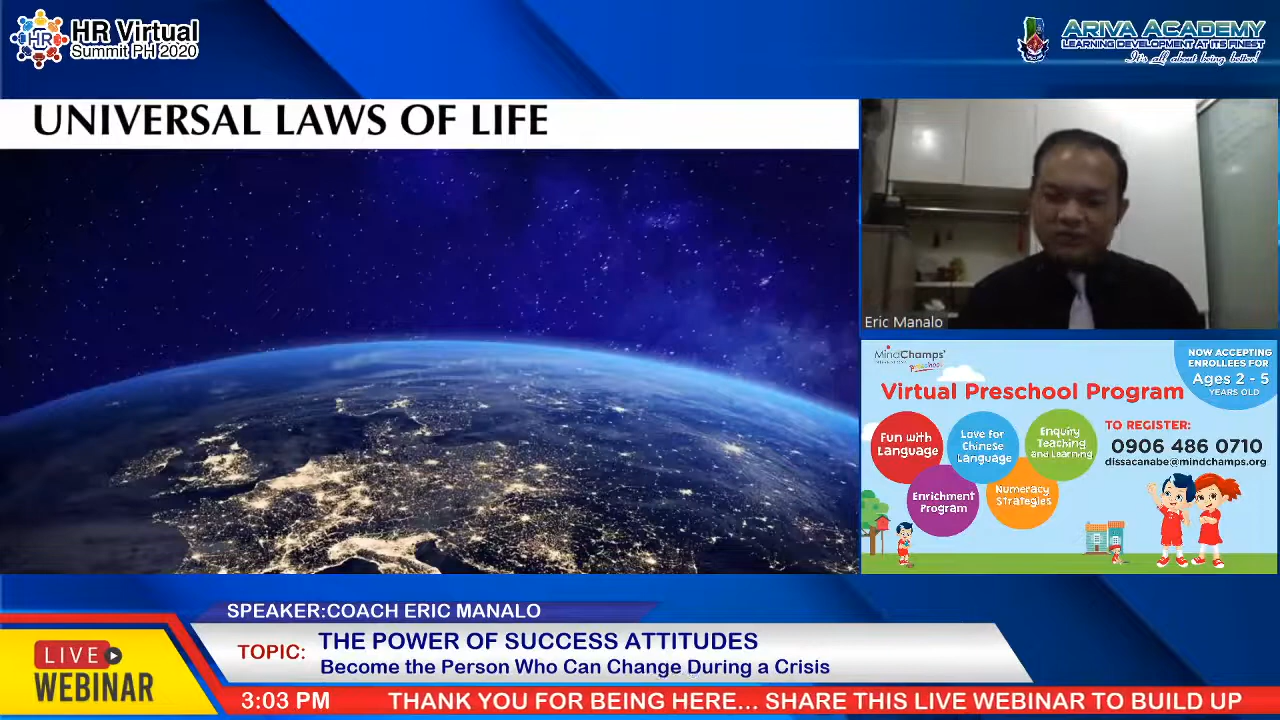 HR
HR Virtual
Summit PH 2020
ARIVA ACADEMY
LEARNING DEVELOPMENT AT ITS FINEST
It's all about being better!
UNIVERSAL LAWS OF LIFE
Eric Manalo
MindChamps
preschool
NOW ACCEPTING
ENROLLEES FOR
Ages 2 - 5
YEARS OLD
Virtual Preschool Program
Fun with
Language
Love for
Chinese
Language
Enquiry
Teaching
and Learning
Enrichment
Program
Numeracy
Strategies
TO REGISTER:
0906 486 0710
dissacanabe@mindchamps.org
SPEAKER:COACH ERIC MANALO
TOPIC:
THE POWER OF SUCCESS ATTITUDES
Become the Person Who Can Change During a Crisis
LIVE
WEBINAR
3:03 PM
THANK YOU FOR BEING HERE... SHARE THIS LIVE WEBINAR TO BUILD UP